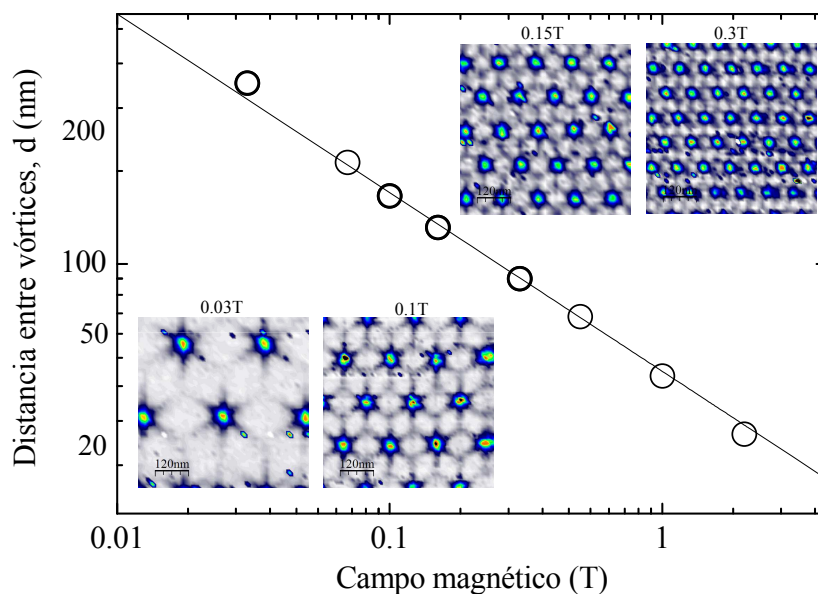 Distancia entre vórtices, d (nm)
200
100
50
20
0.15T
0.3T
120nm
120nm
0.03T
0.1T
120nm
120nm
0.01
0.1
1
Campo magnético (T)